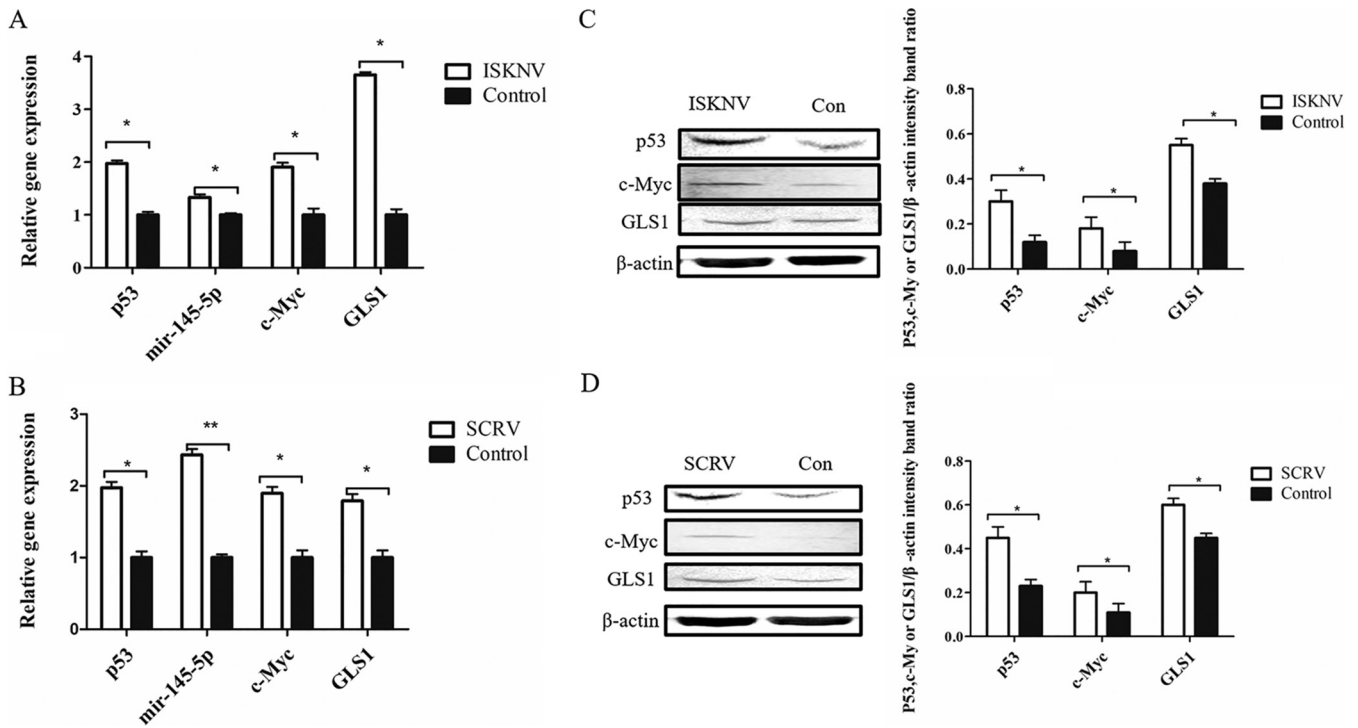 A
Relative gene expression
4
3
2
1
0
*
*
*
*
ISKNV
Control
p53
mir-145-5p
c-Myc
GLS1
C
ISKNV Con
p53
c-Myc
GLS1
β-actin
P53,c-My or GLS1/β -actin intensity band ratio
0.8
0.6
0.4
0.2
0.0
*
*
*
ISKNV
Control
p53
c-Myc
GLS1
B
Relative gene expression
3
2
1
0
*
**
*
*
SCRV
Control
p53
mir-145-5p
c-Myc
GLS1
D
SCRV Con
p53
c-Myc
GLS1
β-actin
P53,c-My or GLS1/β -actin intensity band ratio
0.8
0.6
0.4
0.2
0.0
*
*
*
SCRV
Control
p53
c-Myc
GLS1